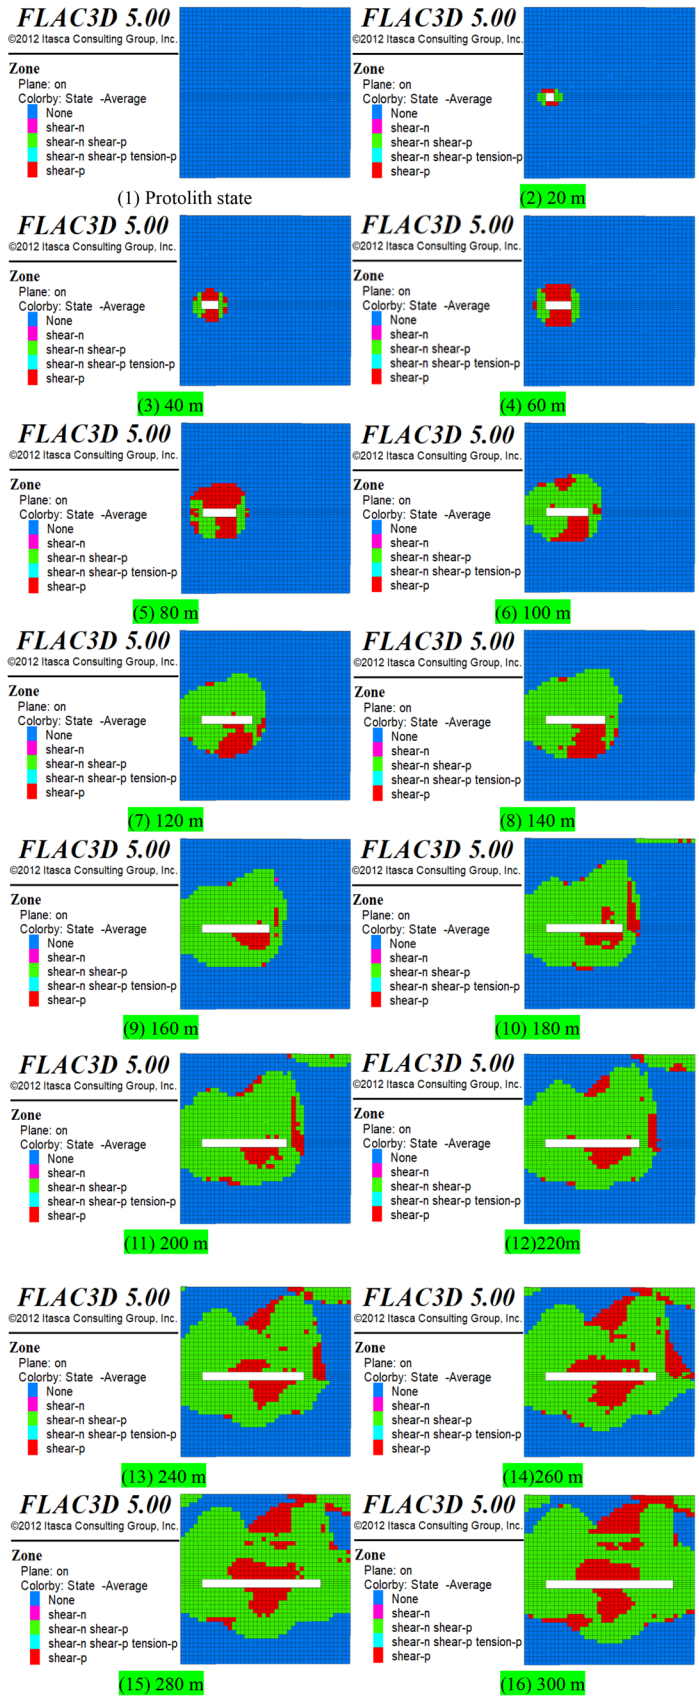 FLAC3D 5.00
©2012 Itasca Consulting Group, Inc.
Zone
Plane: on
Colorby: State -Average
None
shear-n
shear-n shear-p
shear-n shear-p tension-p
shear-p
(1) Protolith state
FLAC3D 5.00
©2012 Itasca Consulting Group, Inc.
Zone
Plane: on
Colorby: State -Average
None
shear-n
shear-n shear-p
shear-n shear-p tension-p
shear-p
(2) 20 m
FLAC3D 5.00
©2012 Itasca Consulting Group, Inc.
Zone
Plane: on
Colorby: State -Average
None
shear-n
shear-n shear-p
shear-n shear-p tension-p
shear-p
(3) 40 m
FLAC3D 5.00
©2012 Itasca Consulting Group, Inc.
Zone
Plane: on
Colorby: State -Average
None
shear-n
shear-n shear-p
shear-n shear-p tension-p
shear-p
(4) 60 m
FLAC3D 5.00
©2012 Itasca Consulting Group, Inc.
Zone
Plane: on
Colorby: State -Average
None
shear-n
shear-n shear-p
shear-n shear-p tension-p
shear-p
(5) 80 m
FLAC3D 5.00
©2012 Itasca Consulting Group, Inc.
Zone
Plane: on
Colorby: State -Average
None
shear-n
shear-n shear-p
shear-n shear-p tension-p
shear-p
(6) 100 m
FLAC3D 5.00
©2012 Itasca Consulting Group, Inc.
Zone
Plane: on
Colorby: State -Average
None
shear-n
shear-n shear-p
shear-n shear-p tension-p
shear-p
(7) 120 m
FLAC3D 5.00
©2012 Itasca Consulting Group, Inc.
Zone
Plane: on
Colorby: State -Average
None
shear-n
shear-n shear-p
shear-n shear-p tension-p
shear-p
(8) 140 m
FLAC3D 5.00
©2012 Itasca Consulting Group, Inc.
Zone
Plane: on
Colorby: State -Average
None
shear-n
shear-n shear-p
shear-n shear-p tension-p
shear-p
(9) 160 m
FLAC3D 5.00
©2012 Itasca Consulting Group, Inc.
Zone
Plane: on
Colorby: State -Average
None
shear-n
shear-n shear-p
shear-n shear-p tension-p
shear-p
(10) 180 m
FLAC3D 5.00
©2012 Itasca Consulting Group, Inc.
Zone
Plane: on
Colorby: State -Average
None
shear-n
shear-n shear-p
shear-n shear-p tension-p
shear-p
(11) 200 m
FLAC3D 5.00
©2012 Itasca Consulting Group, Inc.
Zone
Plane: on
Colorby: State -Average
None
shear-n
shear-n shear-p
shear-n shear-p tension-p
shear-p
(12)220m
FLAC3D 5.00
©2012 Itasca Consulting Group, Inc.
Zone
Plane: on
Colorby: State -Average
None
shear-n
shear-n shear-p
shear-n shear-p tension-p
shear-p
(13) 240 m
FLAC3D 5.00
©2012 Itasca Consulting Group, Inc.
Zone
Plane: on
Colorby: State -Average
None
shear-n
shear-n shear-p
shear-n shear-p tension-p
shear-p
(14)260 m
FLAC3D 5.00
©2012 Itasca Consulting Group, Inc.
Zone
Plane: on
Colorby: State -Average
None
shear-n
shear-n shear-p
shear-n shear-p tension-p
shear-p
(15) 280 m
FLAC3D 5.00
©2012 Itasca Consulting Group, Inc.
Zone
Plane: on
Colorby: State -Average
None
shear-n
shear-n shear-p
shear-n shear-p tension-p
shear-p
(16) 300 m